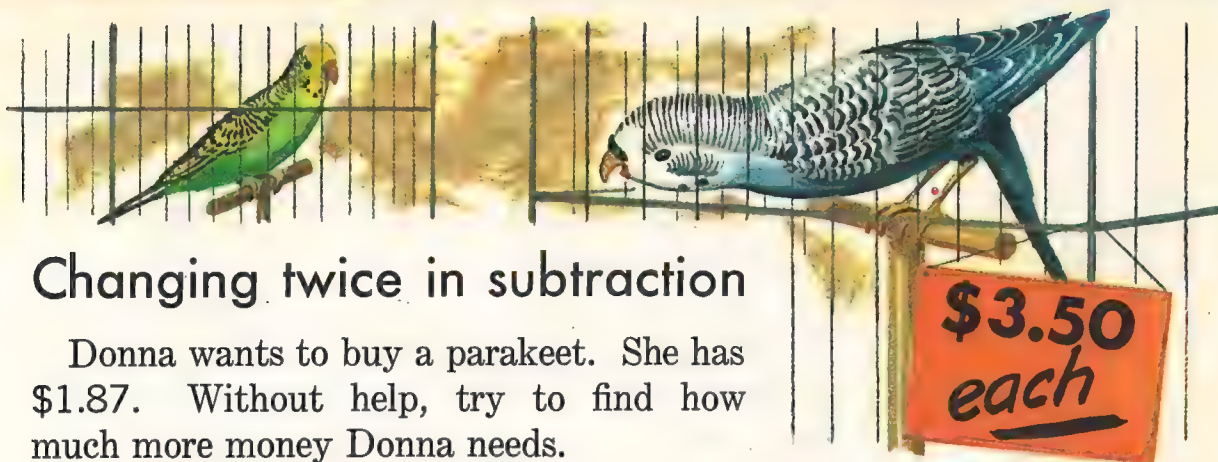 Changing twice in subtraction
$3.50
each
Donna wants to buy a parakeet. She has
$1.87. Without help, try to find how
much more money Donna needs.